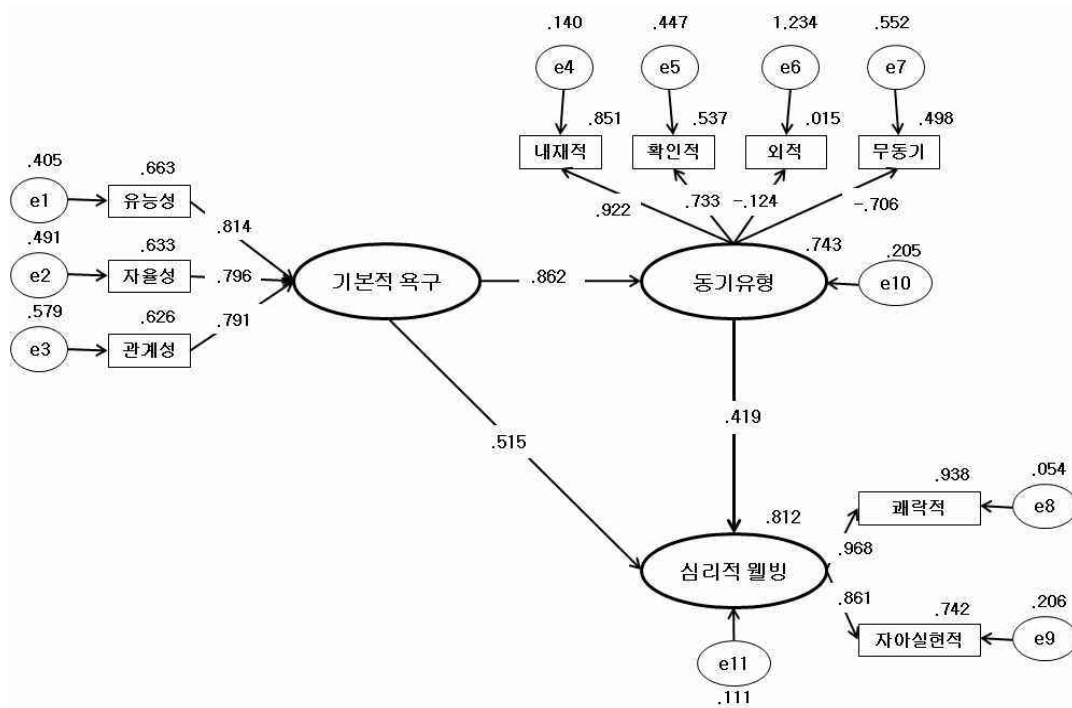 .140 .447 1.234 .552
e4 e5 e6 e7
.851 .537 .015 .498
내재적 확인적 외적 무동기
.405 .663
e1 유능성
.922 .733 -.124 -.706
.814
.491 .633
e2 자율성 .796
기본적 욕구 .862 동기유형 .743 .205
e10
.579 .626 .791
e3 관계성
.419
.515
.938 .054
쾌락적 e8
.812
.968
심리적 웰빙
.861 .742 .206
자아실현적 e9
e11
.111